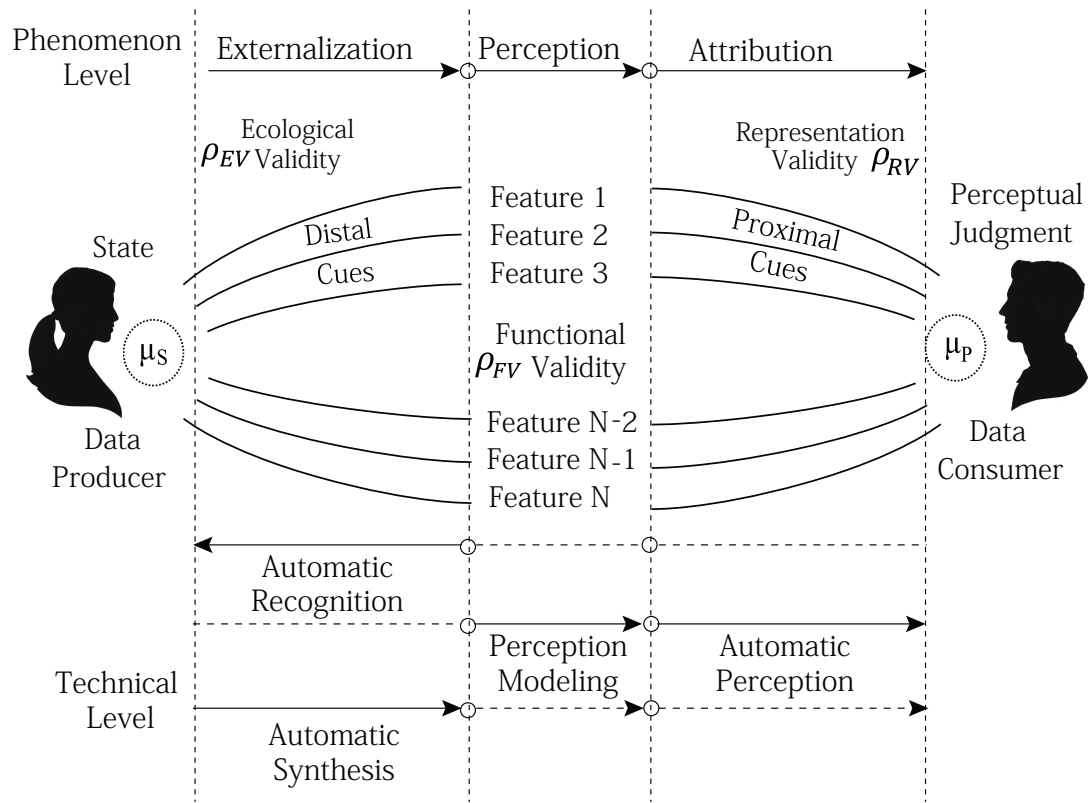 Phenomenon
Level
Externalization
Perception
Attribution
Ecological
ρEV Validity
Representation
Validity ρRV
Feature 1
Feature 2
Feature 3
Distal
Cues
Proximal
Cues
State
μS
Data
Producer
Perceptual
Judgment
μP
Data
Consumer
Functional
ρFV Validity
Feature N-2
Feature N-1
Feature N
Automatic
Recognition
Perception
Modeling
Automatic
Perception
Technical
Level
Automatic
Synthesis